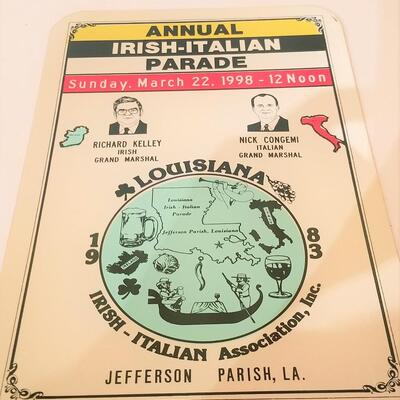 ANNUAL
IRISH-ITALIAN
PARADE
Sunday, March 22, 1998 - 12 Noon
RICHARD KELLEY
IRISH
GRAND MARSHAL
NICK CONGEMI
ITALIAN
GRAND MARSHAL
LOUISIANA
Louisiana
Irish - Italian
Parade
Jefferson Parish, Louisiana
19 83
IRISH - ITALIAN Association, Inc.
JEFFERSON PARISH, LA.